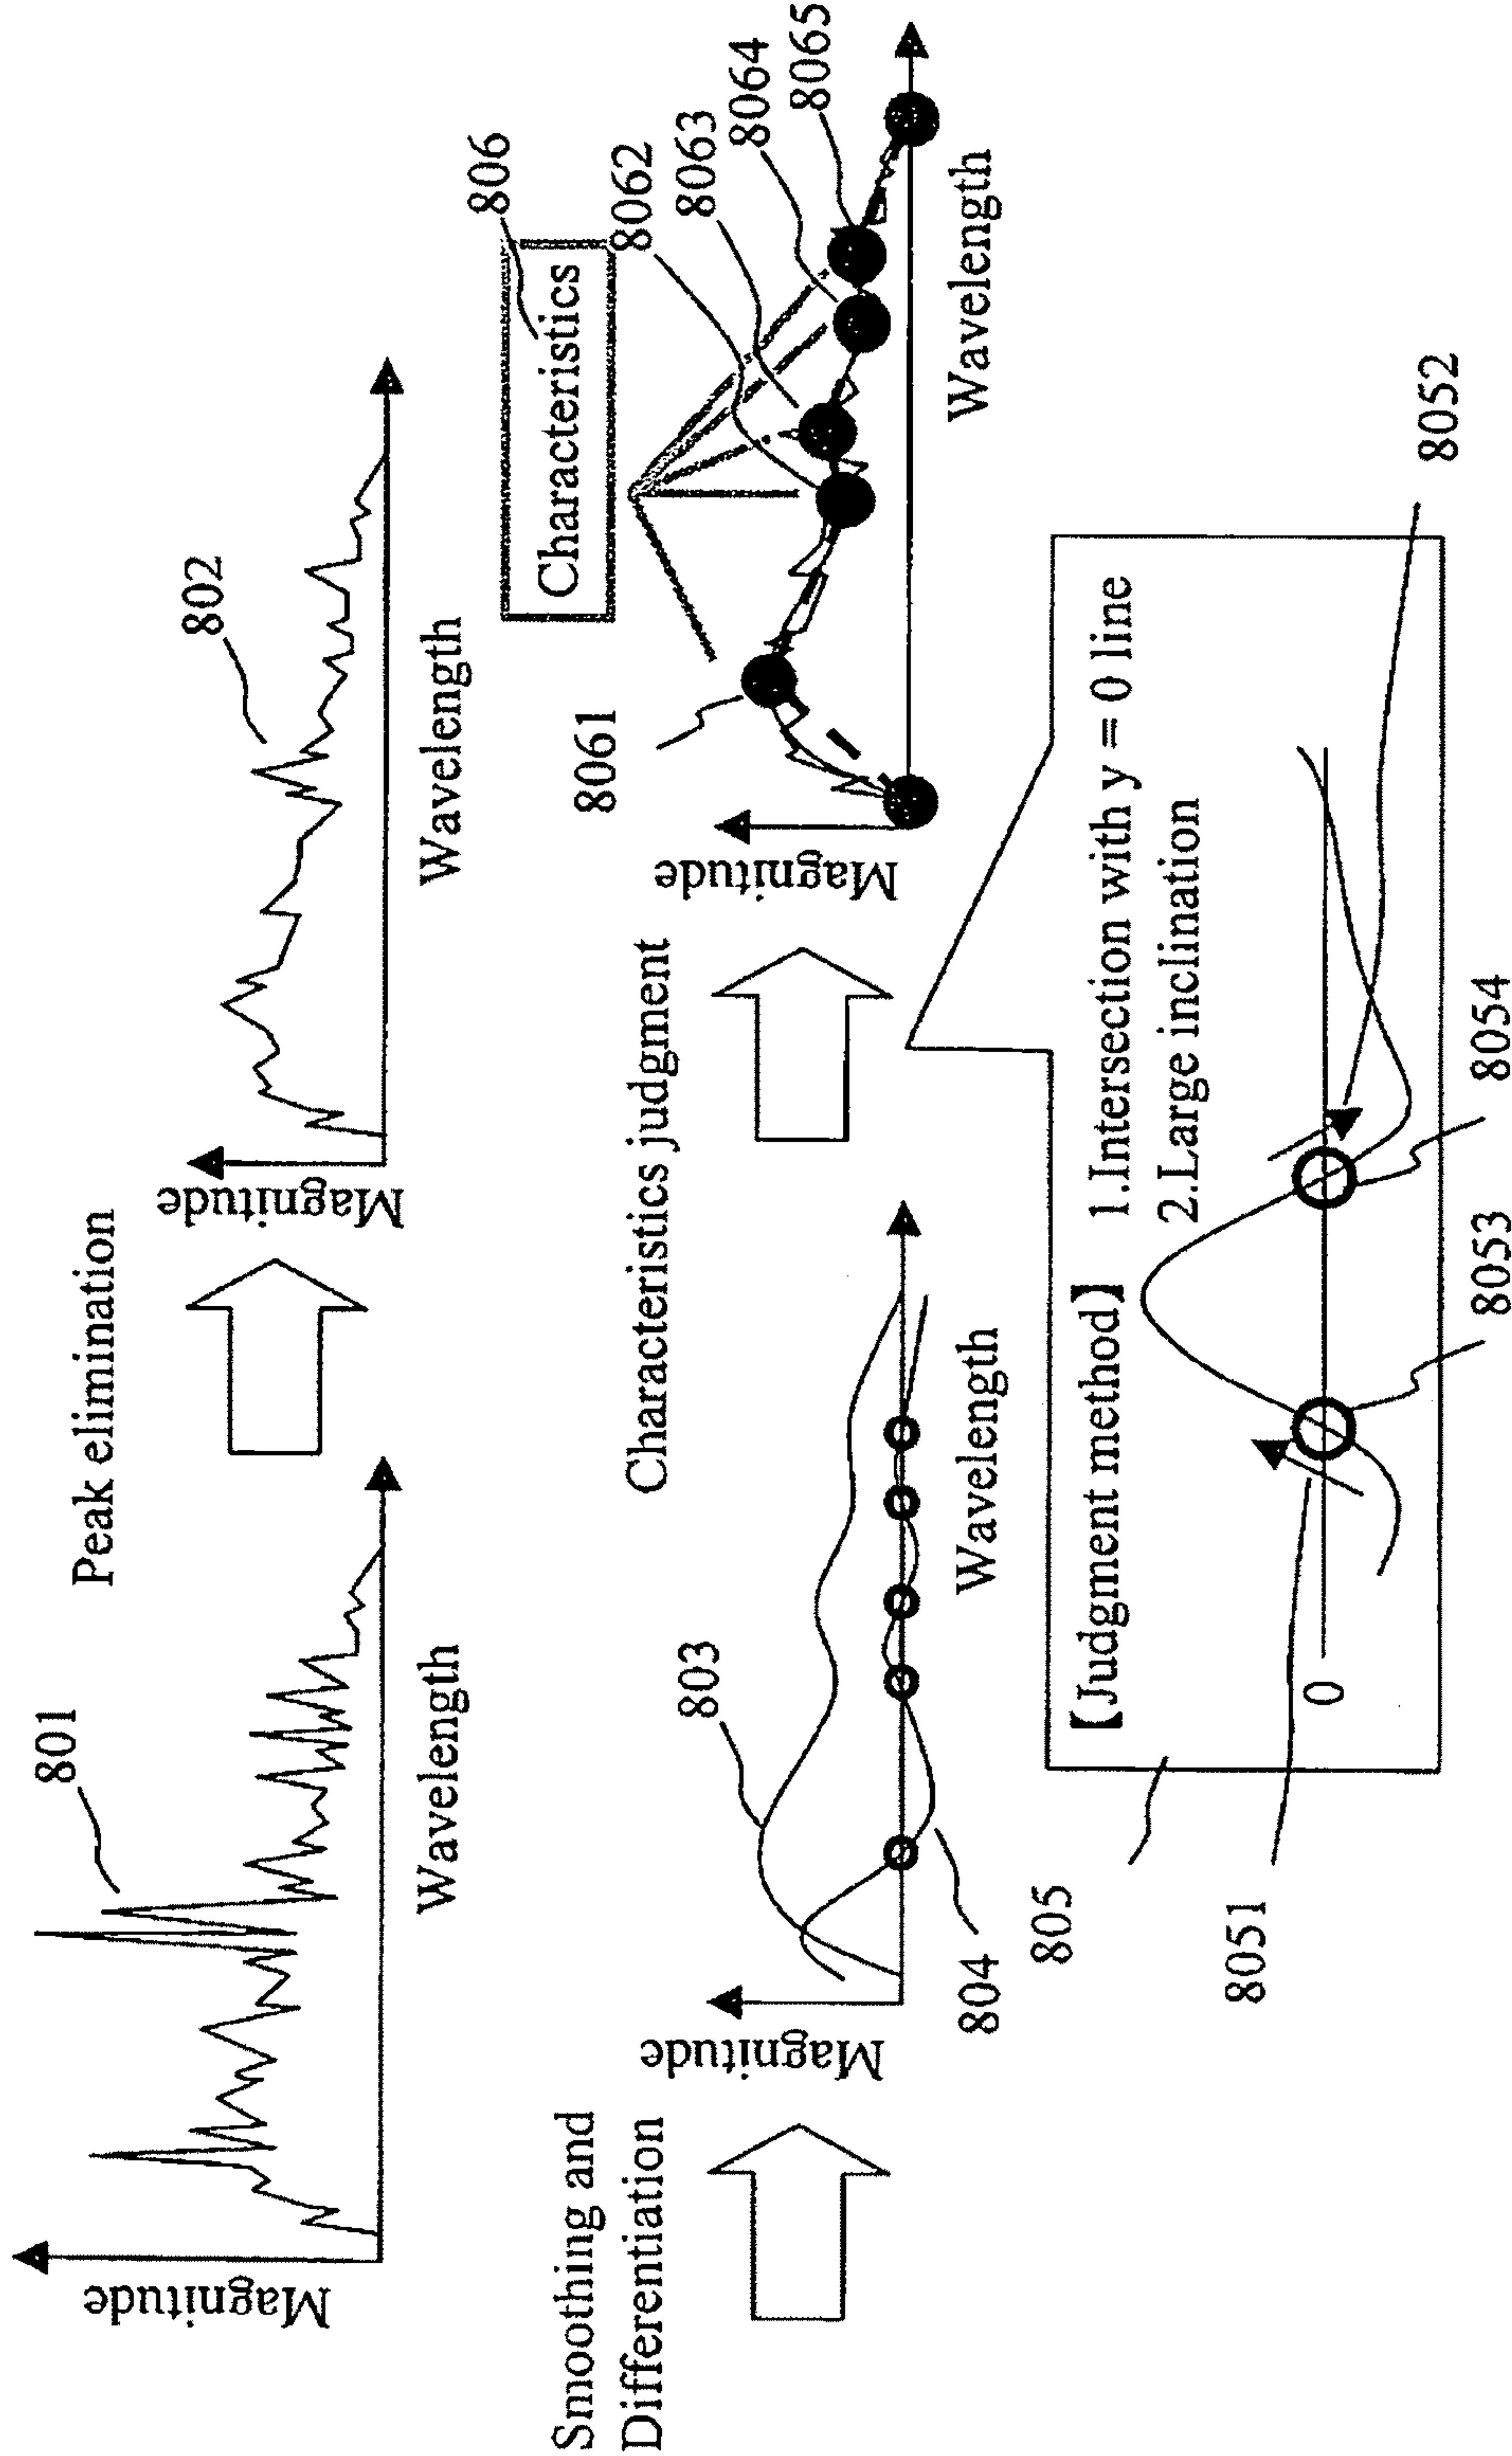 801
Magnitude
Wavelength
Peak elimination
802
Magnitude
Wavelength
Smoothing and
Differentiation
803
804
Magnitude
Wavelength
Characteristics judgment
806
Characteristics
8061
8062
8063
8064
8065
Magnitude
Wavelength
805
【Judgment method】 1.Intersection with y = 0 line
2.Large inclination
0
8051
8052
8053
8054